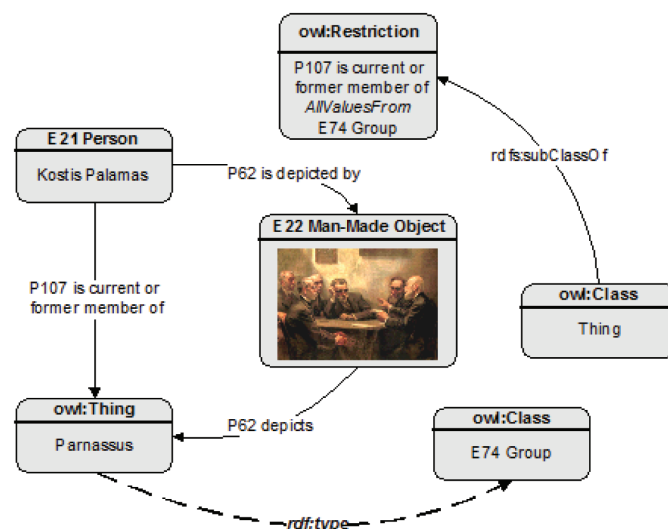 owl:Restriction
P107 is current or
former member of
AllValuesFrom
E74 Group
E21 Person
Kostis Palamas
rdfs:subClassOf
P62 is depicted by
E22 Man-Made Object
P107 is current or
former member of
owl:Class
Thing
owl:Thing
Parnassus
P62 depicts
owl:Class
E74 Group
rdf:type